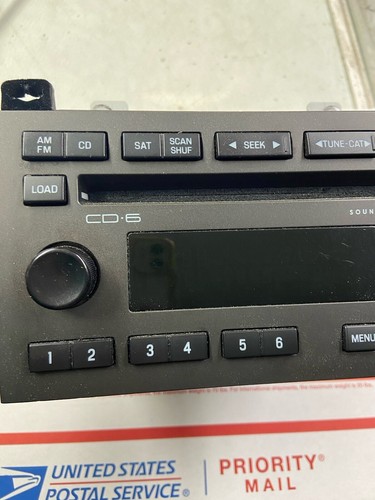 AM FM CD SAT SCAN SHUF ◄ SEEK ► ◄TUNE-CAT►
LOAD
CD·6 SOUN
1 2 3 4 5 6 MENU
UNITED STATES POSTAL SERVICE®
PRIORITY® MAIL